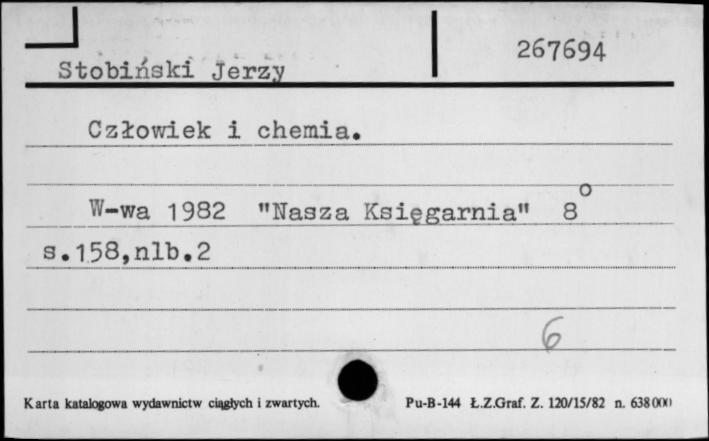 267694
Stobiński Jerzy
Człowiek i chemia.
W-wa 1982 "Nasza Księgarnia" 8°
s.158,nlb.2
6
Karta katalogowa wydawnictw ciągłych i zwartych. Pu-B-144 Ł.Z.Graf. Z. 120/15/82 n. 638000